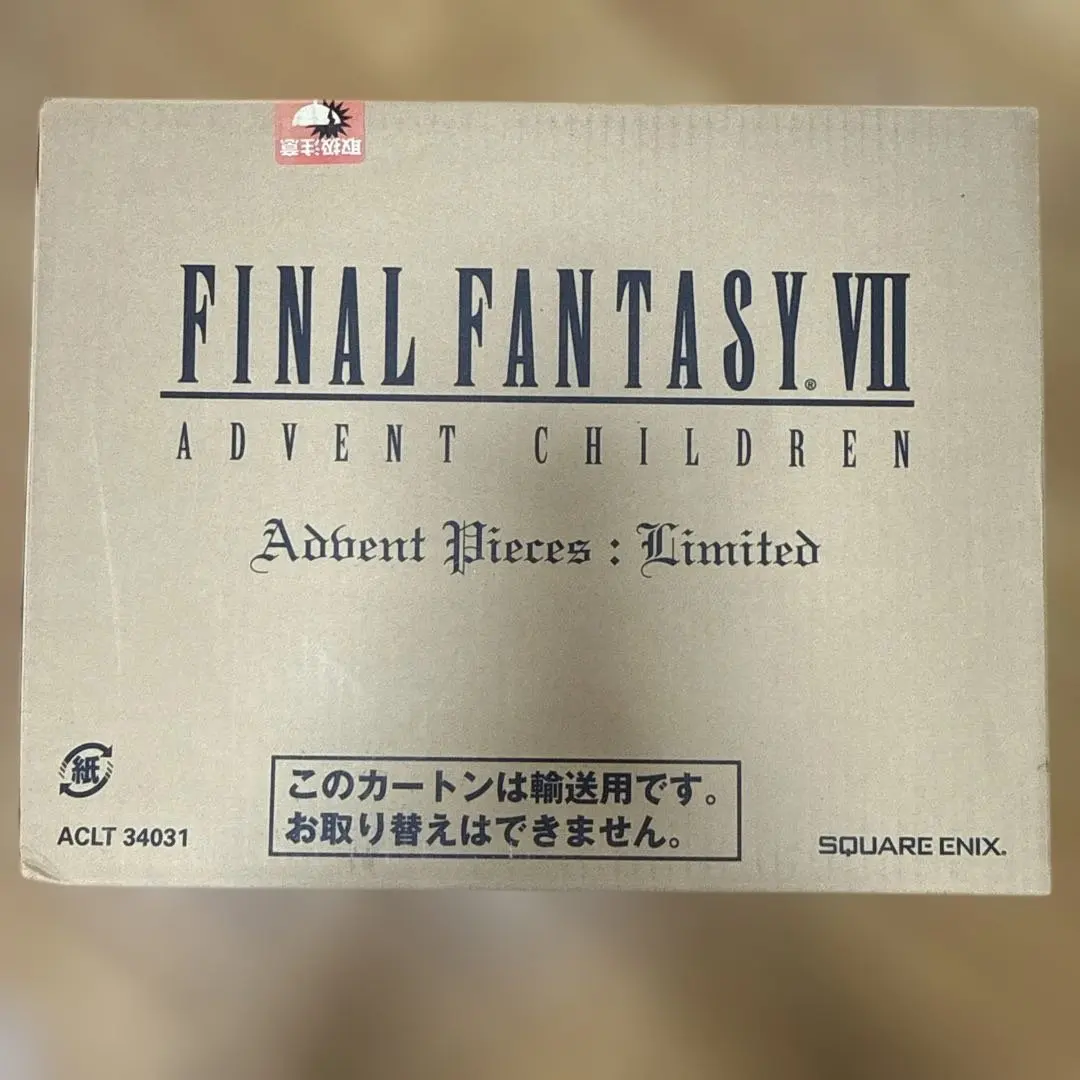 取扱注意
FINAL FANTASY® VII
ADVENT CHILDREN
Advent Pieces : Limited
紙
このカートンは輸送用です。
お取り替えはできません。
ACLT 34031
SQUARE ENIX.